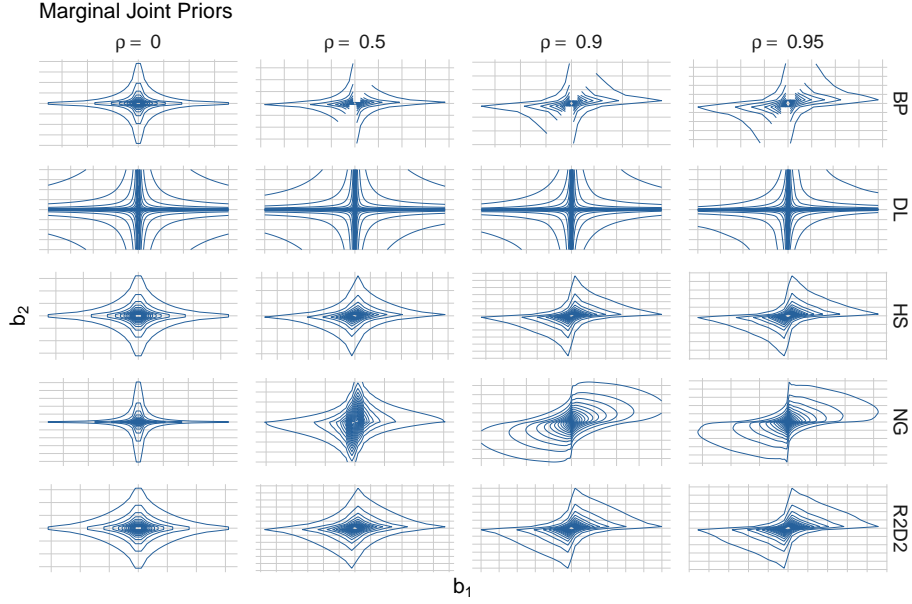 Marginal Joint Priors
ρ = 0
ρ = 0.5
ρ = 0.9
ρ = 0.95
BP
DL
HS
NG
R2D2
b2
b1